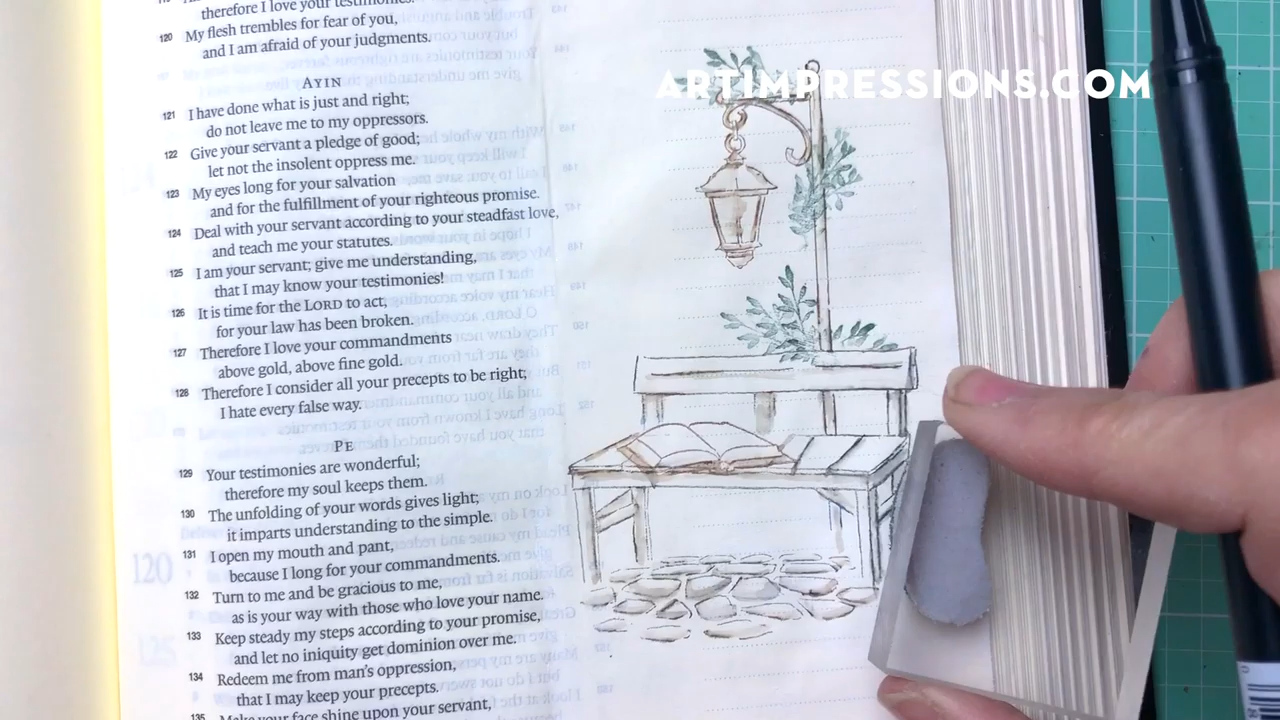 therefore I love your testimonies.
120 My flesh trembles for fear of you,
and I am afraid of your judgments.
AYIN
121 I have done what is just and right;
do not leave me to my oppressors.
122 Give your servant a pledge of good;
let not the insolent oppress me.
123 My eyes long for your salvation
and for the fulfillment of your righteous promise.
124 Deal with your servant according to your steadfast love,
and teach me your statutes.
125 I am your servant; give me understanding,
that I may know your testimonies!
126 It is time for the LORD to act,
for your law has been broken.
127 Therefore I love your commandments
above gold, above fine gold.
128 Therefore I consider all your precepts to be right;
I hate every false way.
PE
129 Your testimonies are wonderful;
therefore my soul keeps them.
130 The unfolding of your words gives light;
it imparts understanding to the simple.
131 I open my mouth and pant,
because I long for your commandments.
132 Turn to me and be gracious to me,
as is your way with those who love your name.
133 Keep steady my steps according to your promise,
and let no iniquity get dominion over me.
134 Redeem me from man's oppression,
that I may keep your precepts.
135 Make your face shine upon your servant,
ARTIMPRESSIONS.COM